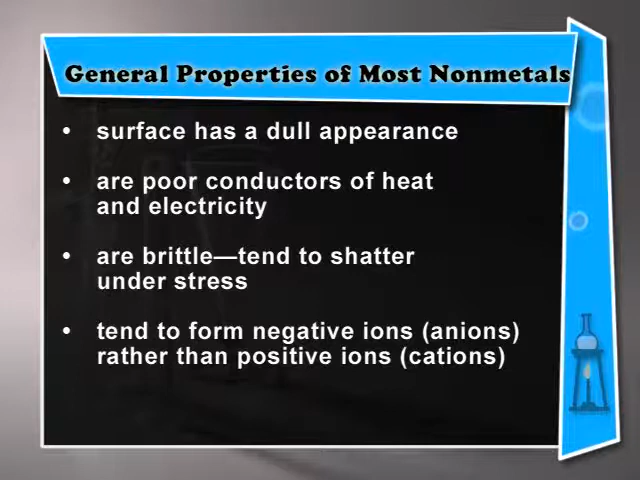 General Properties of Most Nonmetals
• surface has a dull appearance
• are poor conductors of heat
and electricity
• are brittle—tend to shatter
under stress
• tend to form negative ions (anions)
rather than positive ions (cations)